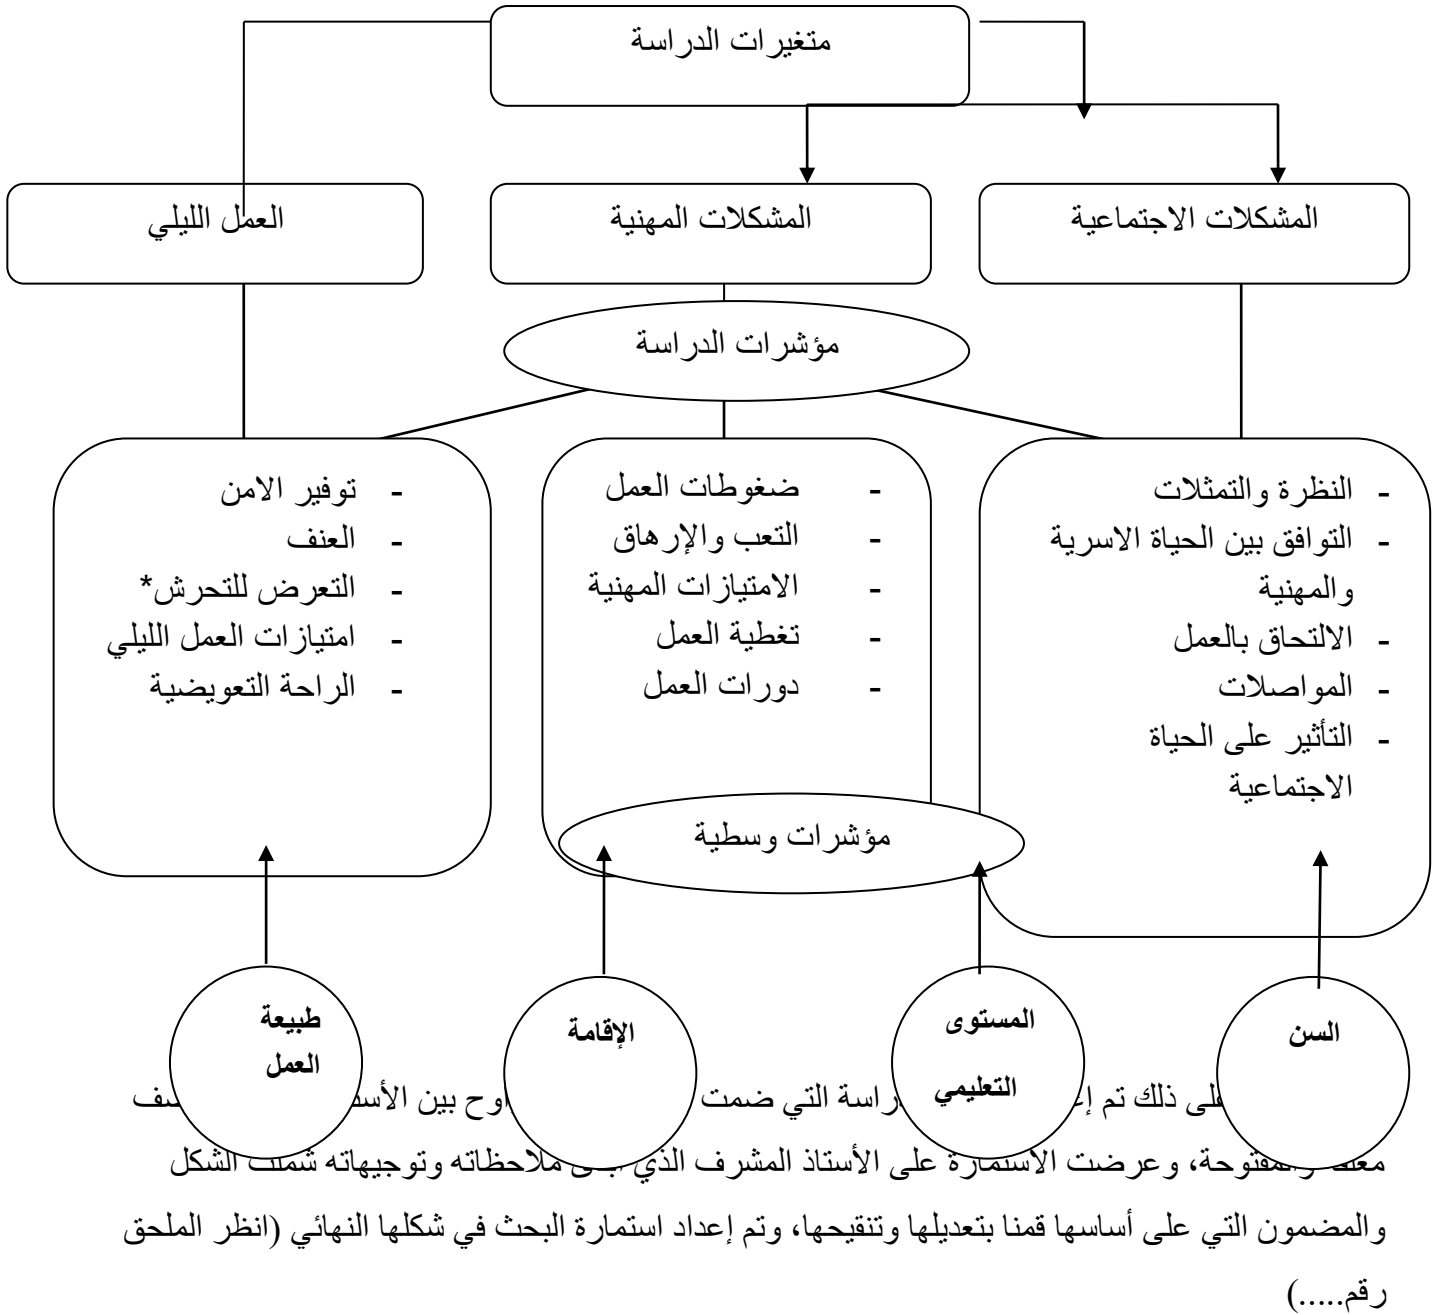 متغيرات الدراسة
المشكلات الاجتماعية
المشكلات المهنية
العمل الليلي
مؤشرات الدراسة
- النظرة والتمثلات
- التوافق بين الحياة الاسرية
والمهنية
- الالتحاق بالعمل
- المواصلات
- التأثير على الحياة
الاجتماعية
- ضغوطات العمل
- التعب والإرهاق
- الامتيازات المهنية
- تغطية العمل
- دورات العمل
- توفير الامن
- العنف
- التعرض للتحرش*
- امتيازات العمل الليلي
- الراحة التعويضية
مؤشرات وسطية
السن
المستوى
التعليمي
الإقامة
طبيعة
العمل
ذلك تم التي ضمت بين
والمفتوحة، وعرضت الاستمارة على الأستاذ المشرف الذي ملاحظاته وتوجيهاته شملت الشكل
والمضمون التي على أساسها قمنا بتعديلها وتنقيحها، وتم إعداد استمارة البحث في شكلها النهائي (انظر الملحق
رقم.....)